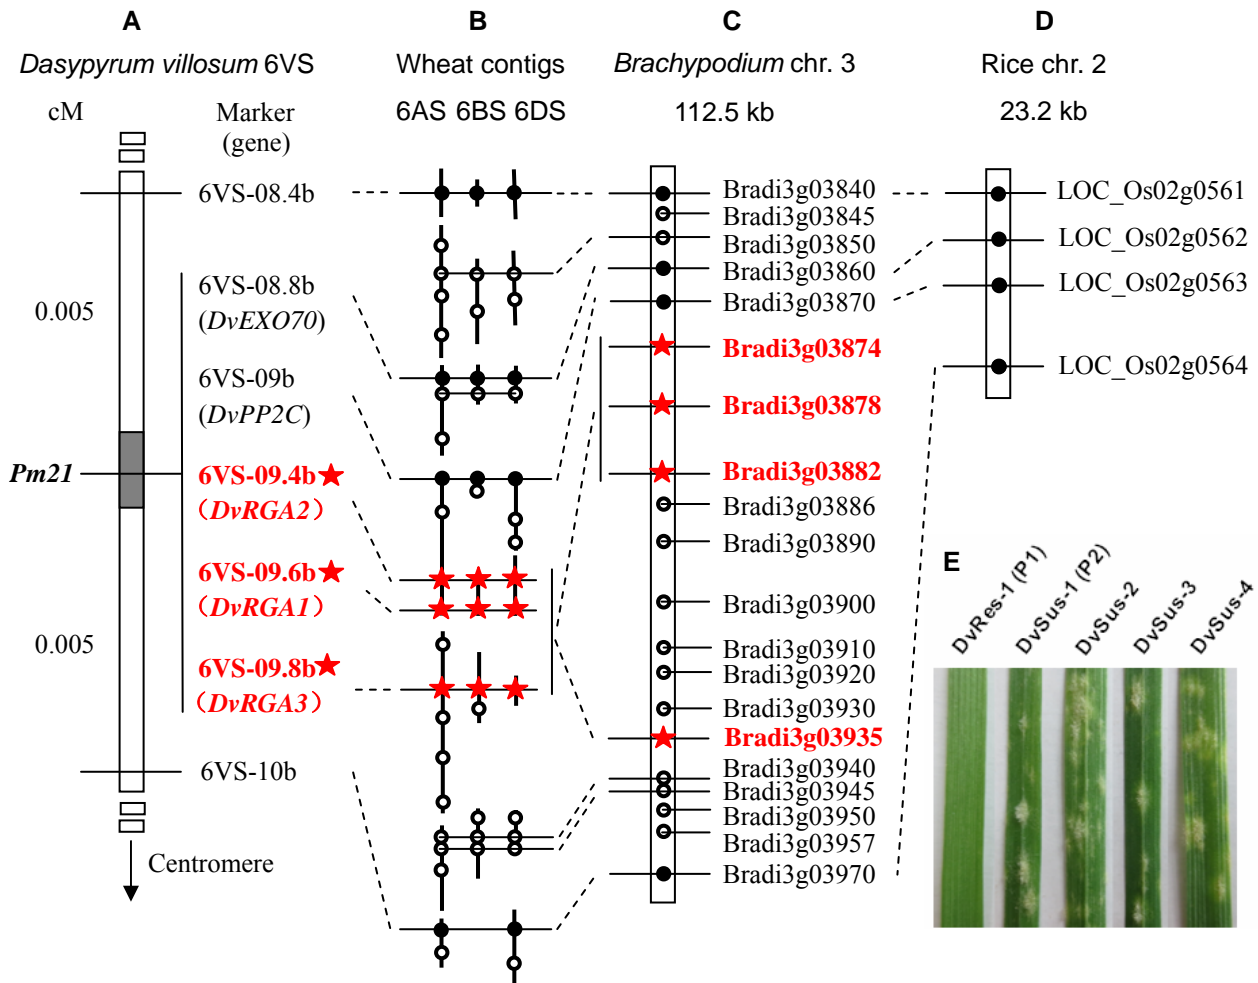 A
B
C
D
Dasypyrum villosum 6VS
Wheat contigs
Brachypodium chr. 3
Rice chr. 2
cM
Marker
(gene)
6AS 6BS 6DS
112.5 kb
23.2 kb
6VS-08.4b
6VS-08.8b
(DvEXO70)
0.005
6VS-09b
(DvPP2C)
Pm21
6VS-09.4b★
(DvRGA2)
6VS-09.6b★
(DvRGA1)
0.005
6VS-09.8b★
(DvRGA3)
6VS-10b
Centromere
Bradi3g03840
Bradi3g03845
Bradi3g03850
Bradi3g03860
Bradi3g03870
Bradi3g03874
Bradi3g03878
Bradi3g03882
Bradi3g03886
Bradi3g03890
Bradi3g03900
Bradi3g03910
Bradi3g03920
Bradi3g03930
Bradi3g03935
Bradi3g03940
Bradi3g03945
Bradi3g03950
Bradi3g03957
Bradi3g03970
LOC_Os02g0561
LOC_Os02g0562
LOC_Os02g0563
LOC_Os02g0564
E
DvRes-1 (P1)
DvSus-1 (P2)
DvSus-2
DvSus-3
DvSus-4